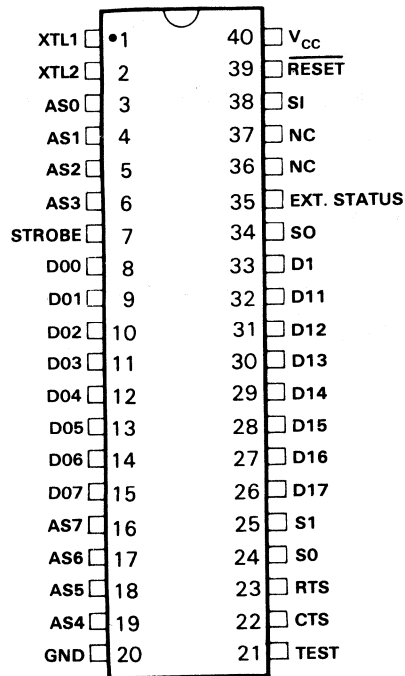 XTL1 1 40 VCC
XTL2 2 39 RESET
AS0 3 38 SI
AS1 4 37 NC
AS2 5 36 NC
AS3 6 35 EXT. STATUS
STROBE 7 34 SO
D00 8 33 D1
D01 9 32 D11
D02 10 31 D12
D03 11 30 D13
D04 12 29 D14
D05 13 28 D15
D06 14 27 D16
D07 15 26 D17
AS7 16 25 S1
AS6 17 24 S0
AS5 18 23 RTS
AS4 19 22 CTS
GND 20 21 TEST